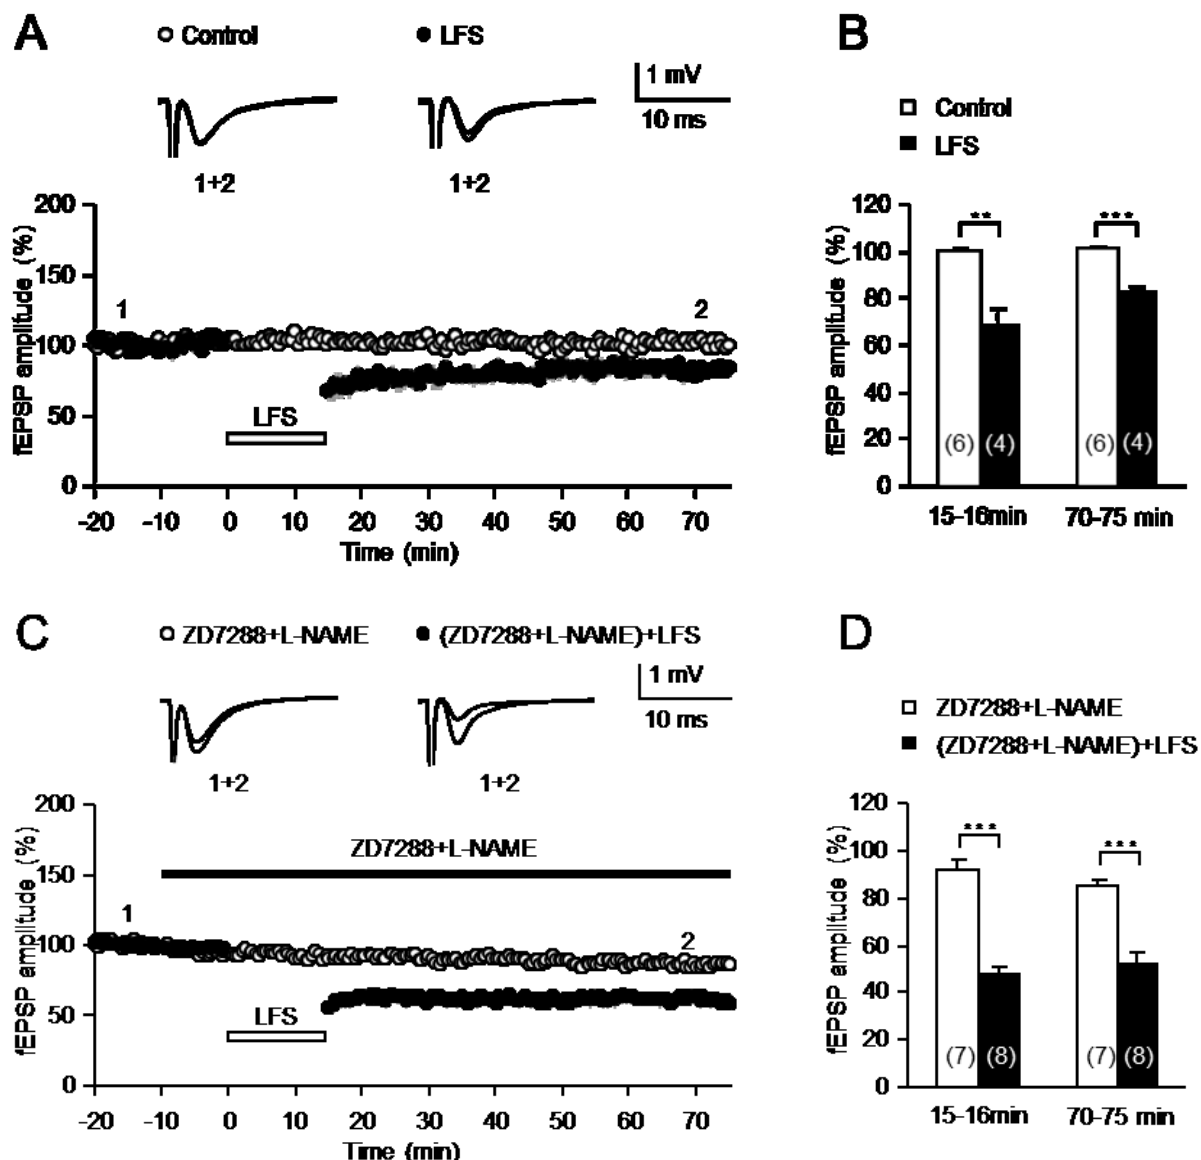 A
Control
LFS
1 mV
10 ms
1+2
1+2
200
150
100
50
0
fEPSP amplitude (%)
1
2
LFS
-20 -10 0 10 20 30 40 50 60 70
Time (min)
B
Control
LFS
120
100
80
60
40
20
0
fEPSP amplitude (%)
** ***
(6) (4) (6) (4)
15-16min 70-75 min
C
ZD7288+L-NAME
(ZD7288+L-NAME)+LFS
1 mV
10 ms
1+2
1+2
200
150
100
50
0
fEPSP amplitude (%)
ZD7288+L-NAME
1
2
LFS
-20 -10 0 10 20 30 40 50 60 70
Time (min)
D
ZD7288+L-NAME
(ZD7288+L-NAME)+LFS
120
100
80
60
40
20
0
fEPSP amplitude (%)
*** ***
(7) (8) (7) (8)
15-16min 70-75 min